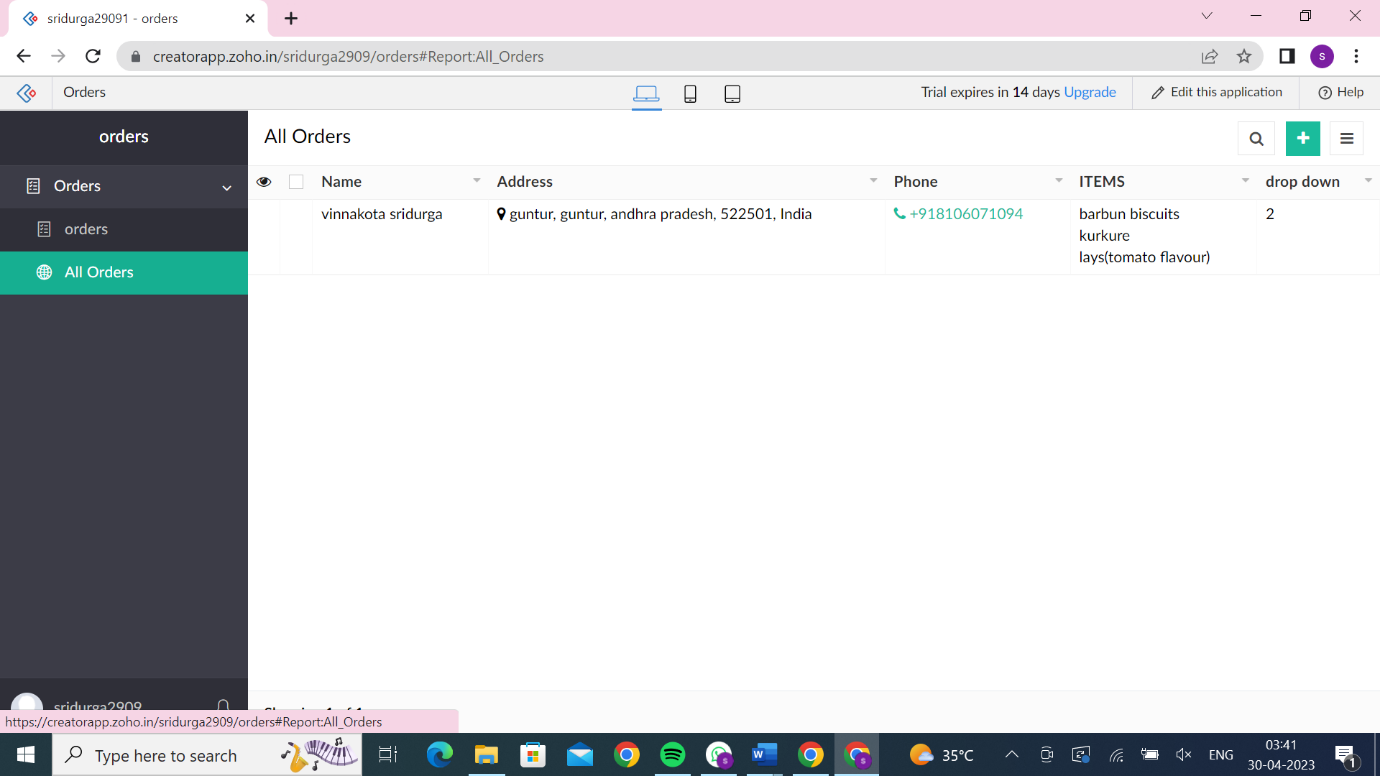 sridurga29091 - orders
creatorapp.zoho.in/sridurga2909/orders#Report:All_Orders
s
Orders
Trial expires in 14 days Upgrade
Edit this application
Help
orders
Orders
orders
All Orders
All Orders
Name Address Phone ITEMS drop down
vinnakota sridurga guntur, guntur, andhra pradesh, 522501, India +918106071094 barbun biscuits 2
kurkure
lays(tomato flavour)
sridurga2909
https://creatorapp.zoho.in/sridurga2909/orders#Report:All_Orders
Type here to search
35°C
ENG
03:41
30-04-2023
1